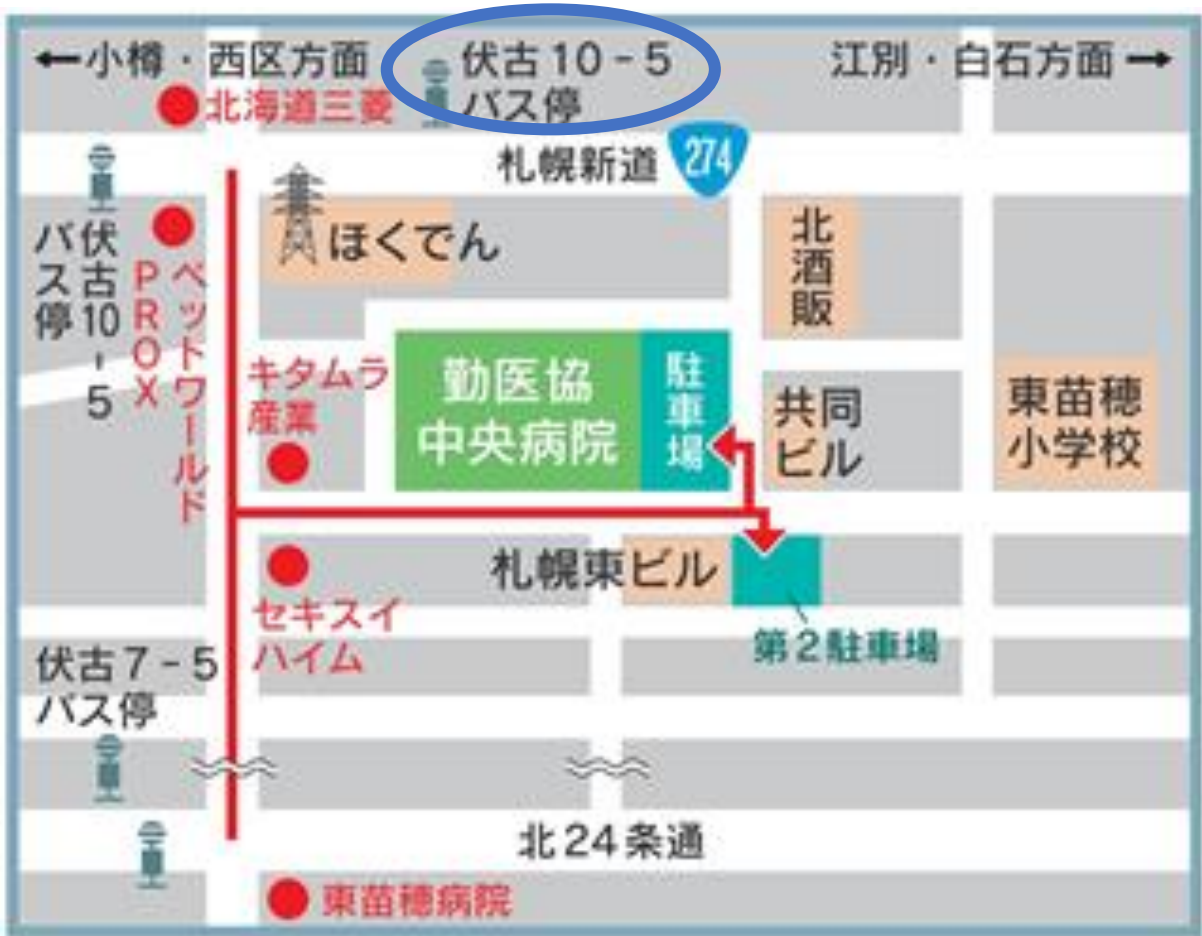 ←小樽・西区方面
伏古10-5
バス停
江別・白石方面→
北海道三菱
札幌新道
274
伏古10-5
バス停
ペットワールド
PROX
ほくでん
北酒販
キタムラ
産業
勤医協
中央病院
駐車場
共同
ビル
東苗穂
小学校
札幌東ビル
セキスイ
ハイム
第2駐車場
伏古7-5
バス停
北24条通
東苗穂病院